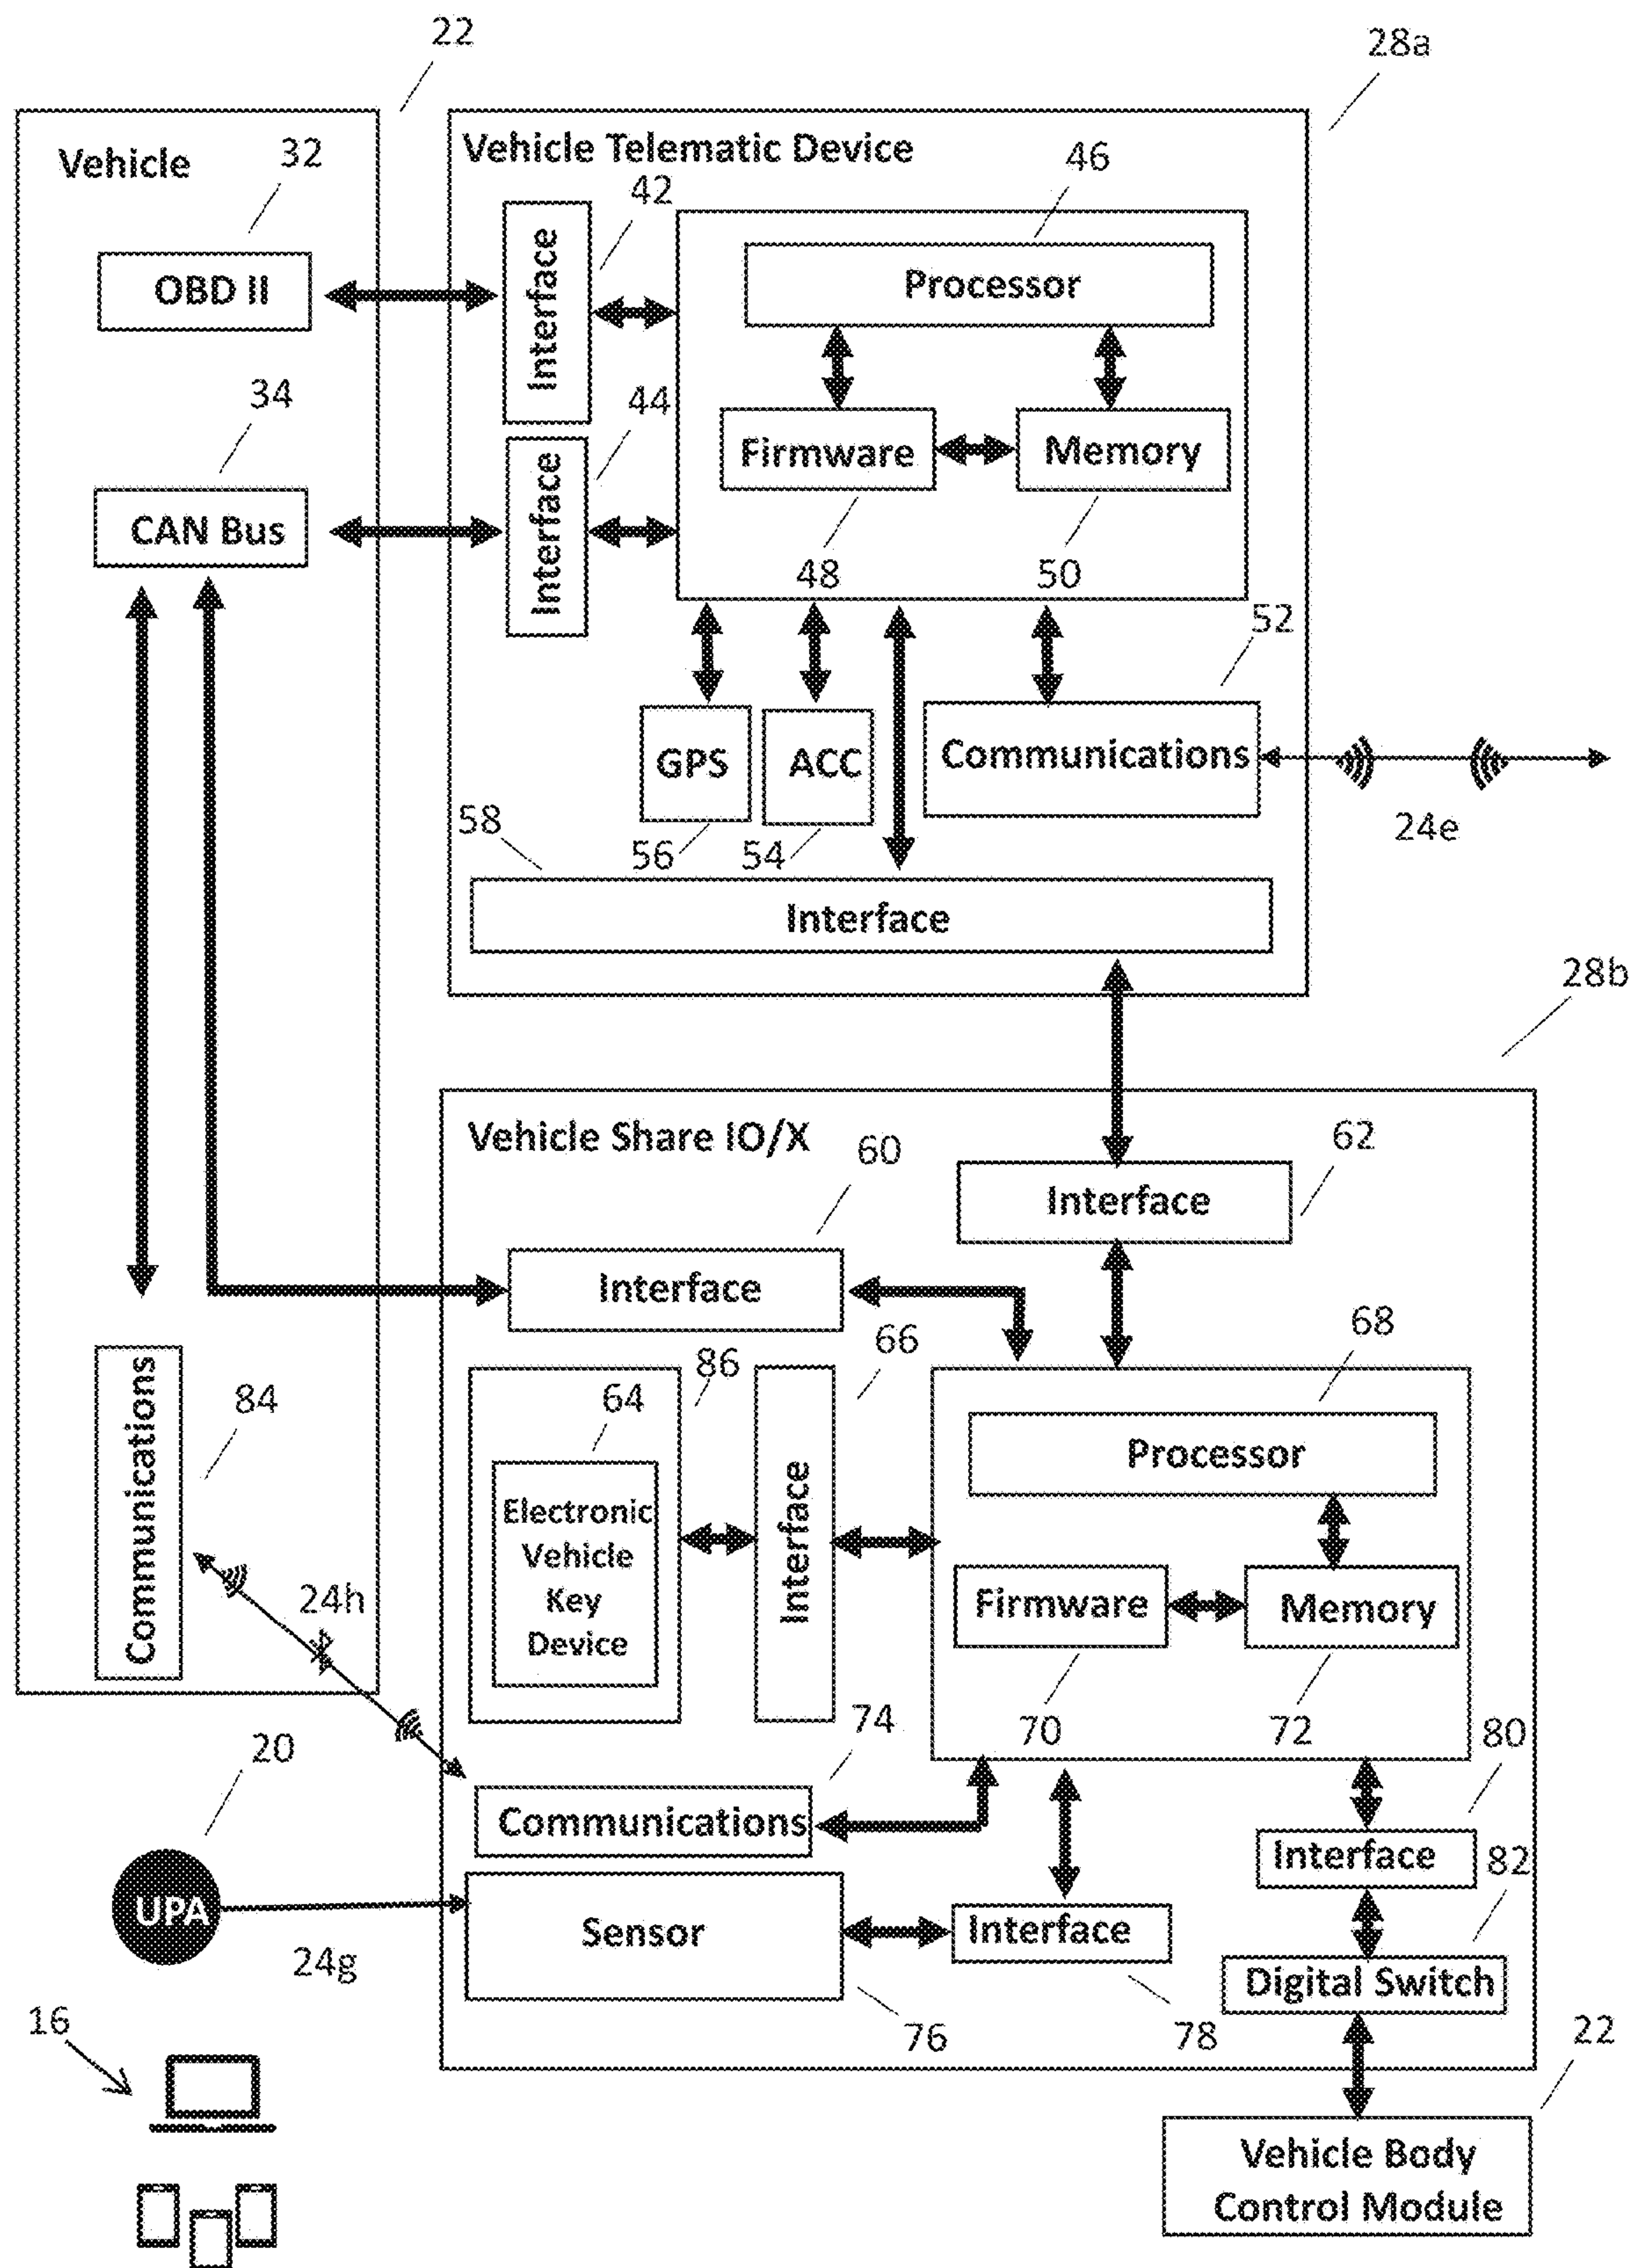 22
28a
Vehicle
32
Vehicle Telematic Device
46
42
OBD II
Interface
Processor
34
44
Firmware
Memory
CAN Bus
Interface
48
50
52
GPS
ACC
Communications
58
56
54
24e
Interface
28b
Vehicle Share IO/X
60
62
Interface
Interface
66
68
86
84
64
Communications
Electronic
Vehicle
Key
Device
Interface
Processor
24h
Firmware
Memory
74
70
72
80
20
Communications
Interface
82
UPA
Sensor
Interface
24g
Digital Switch
16
76
78
22
Vehicle Body
Control Module